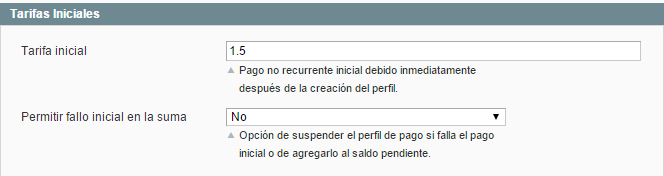 Tarifas Iniciales
Tarifa inicial
1.5
Pago no recurrente inicial debido inmediatamente
después de la creación del perfil.
Permitir fallo inicial en la suma
No
Opción de suspender el perfil de pago si falla el pago
inicial o de agregarlo al saldo pendiente.